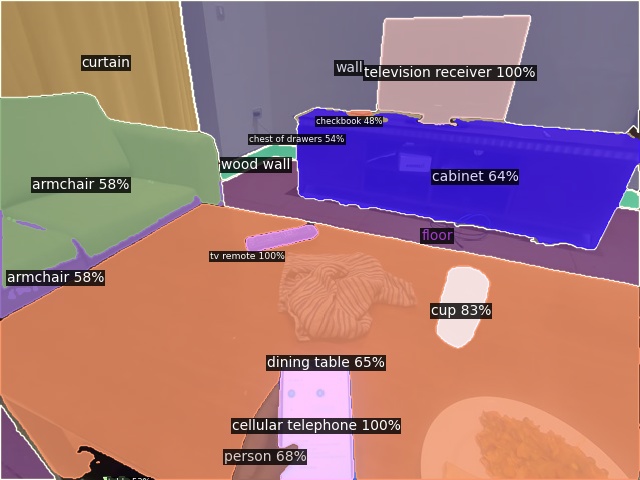 curtain
wall
television receiver 100%
checkbook 48%
chest of drawers 54%
wood wall
armchair 58%
cabinet 64%
floor
tv remote 100%
armchair 58%
cup 83%
dining table 65%
cellular telephone 100%
person 68%